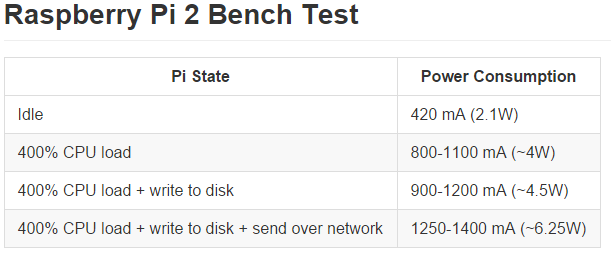 Raspberry Pi 2 Bench Test
Pi State Power Consumption
Idle 420 mA (2.1W)
400% CPU load 800-1100 mA (~4W)
400% CPU load + write to disk 900-1200 mA (~4.5W)
400% CPU load + write to disk + send over network 1250-1400 mA (~6.25W)